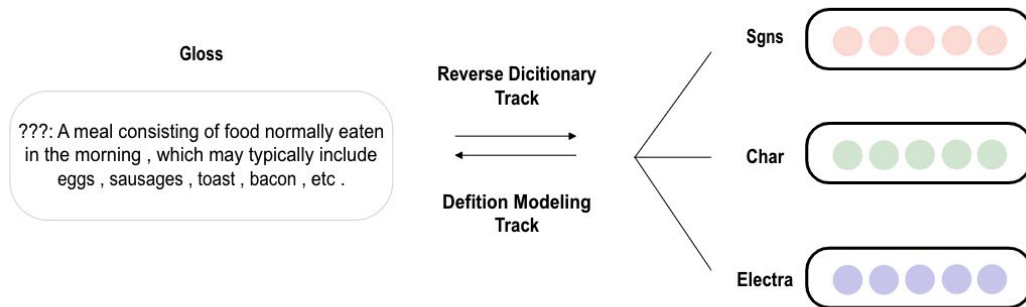 Gloss
???: A meal consisting of food normally eaten
in the morning , which may typically include
eggs , sausages , toast , bacon , etc .
Reverse Dicitionary
Track
Defition Modeling
Track
Sgns
Char
Electra